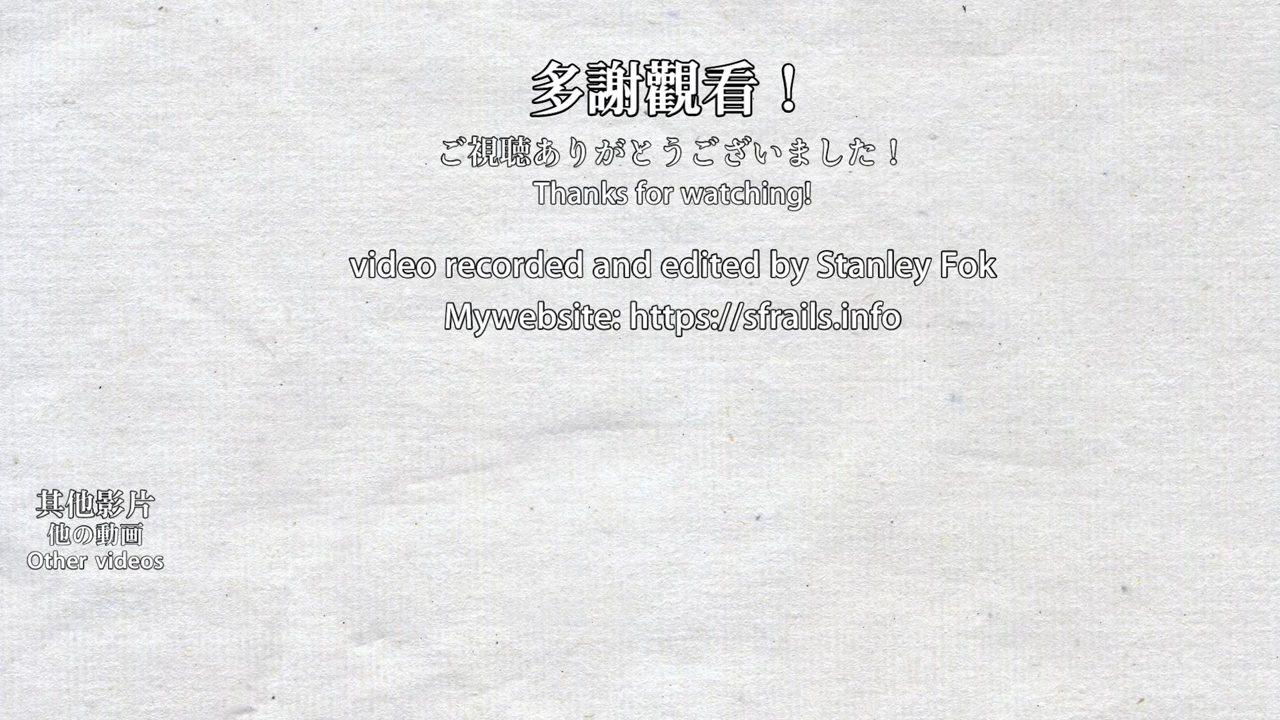 多謝觀看！
ご視聴ありがとうございました！
Thanks for watching!
video recorded and edited by Stanley Fok
Mywebsite: https://sfrails.info
其他影片
他の動画
Other videos